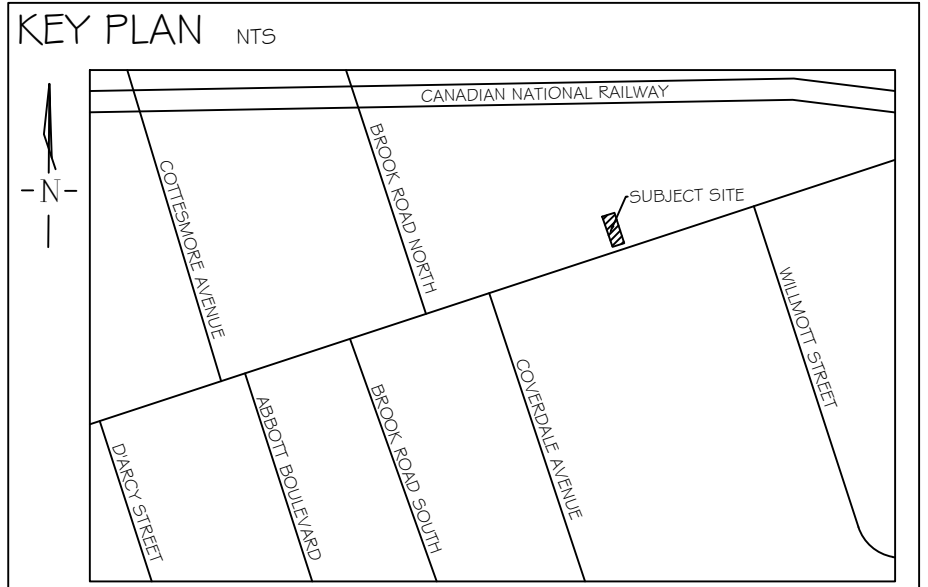 KEY PLAN NTS
CANADIAN NATIONAL RAILWAY
-N-
COTTESMORE AVENUE
BROOK ROAD NORTH
SUBJECT SITE
WILLMOTT STREET
D'ARCY STREET
ABBOTT BOULEVARD
BROOK ROAD SOUTH
COVERDALE AVENUE